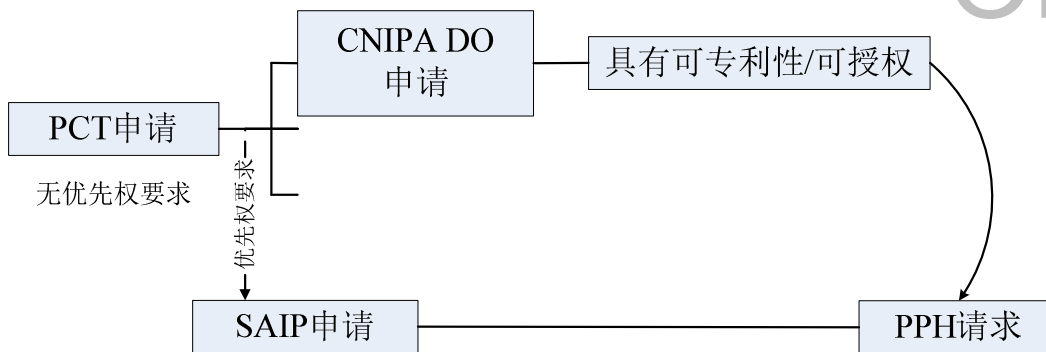 CNIPA DO
申请
具有可专利性/可授权
PCT申请
无优先权要求
优先权要求
SAIP申请
PPH请求